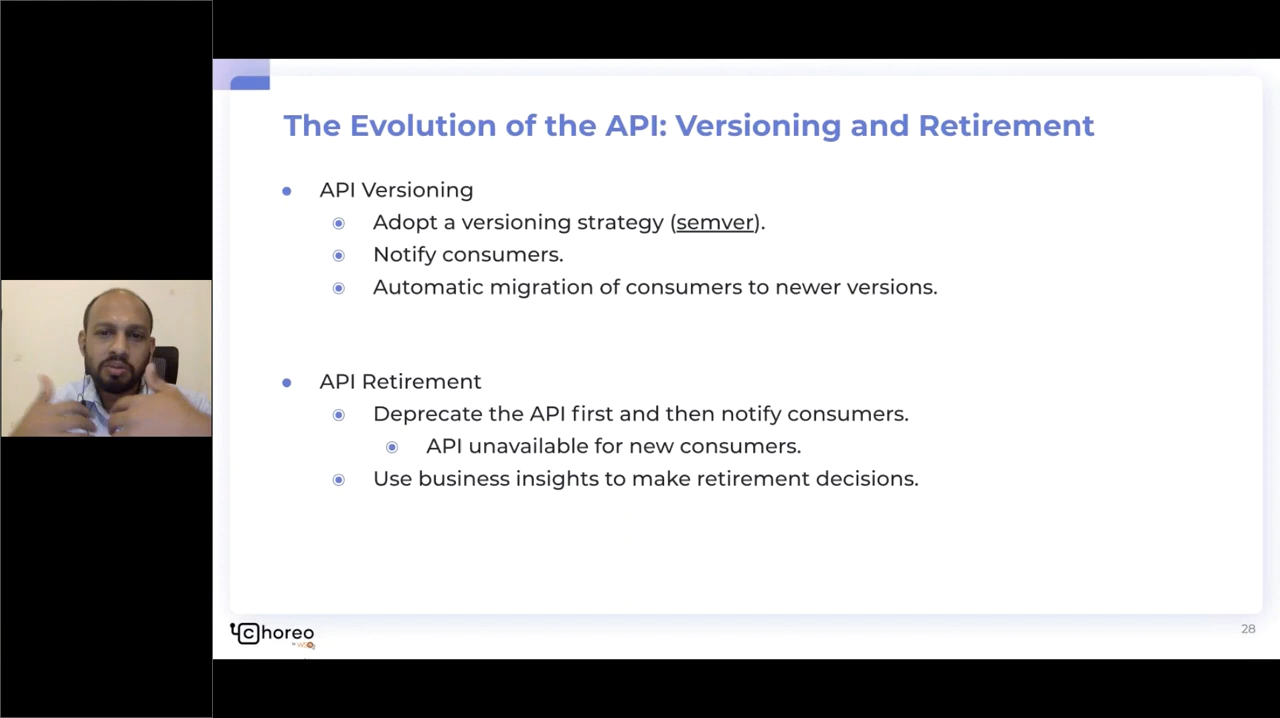 The Evolution of the API: Versioning and Retirement
API Versioning
Adopt a versioning strategy (semver).
Notify consumers.
Automatic migration of consumers to newer versions.
API Retirement
Deprecate the API first and then notify consumers.
API unavailable for new consumers.
Use business insights to make retirement decisions.
choreo
28